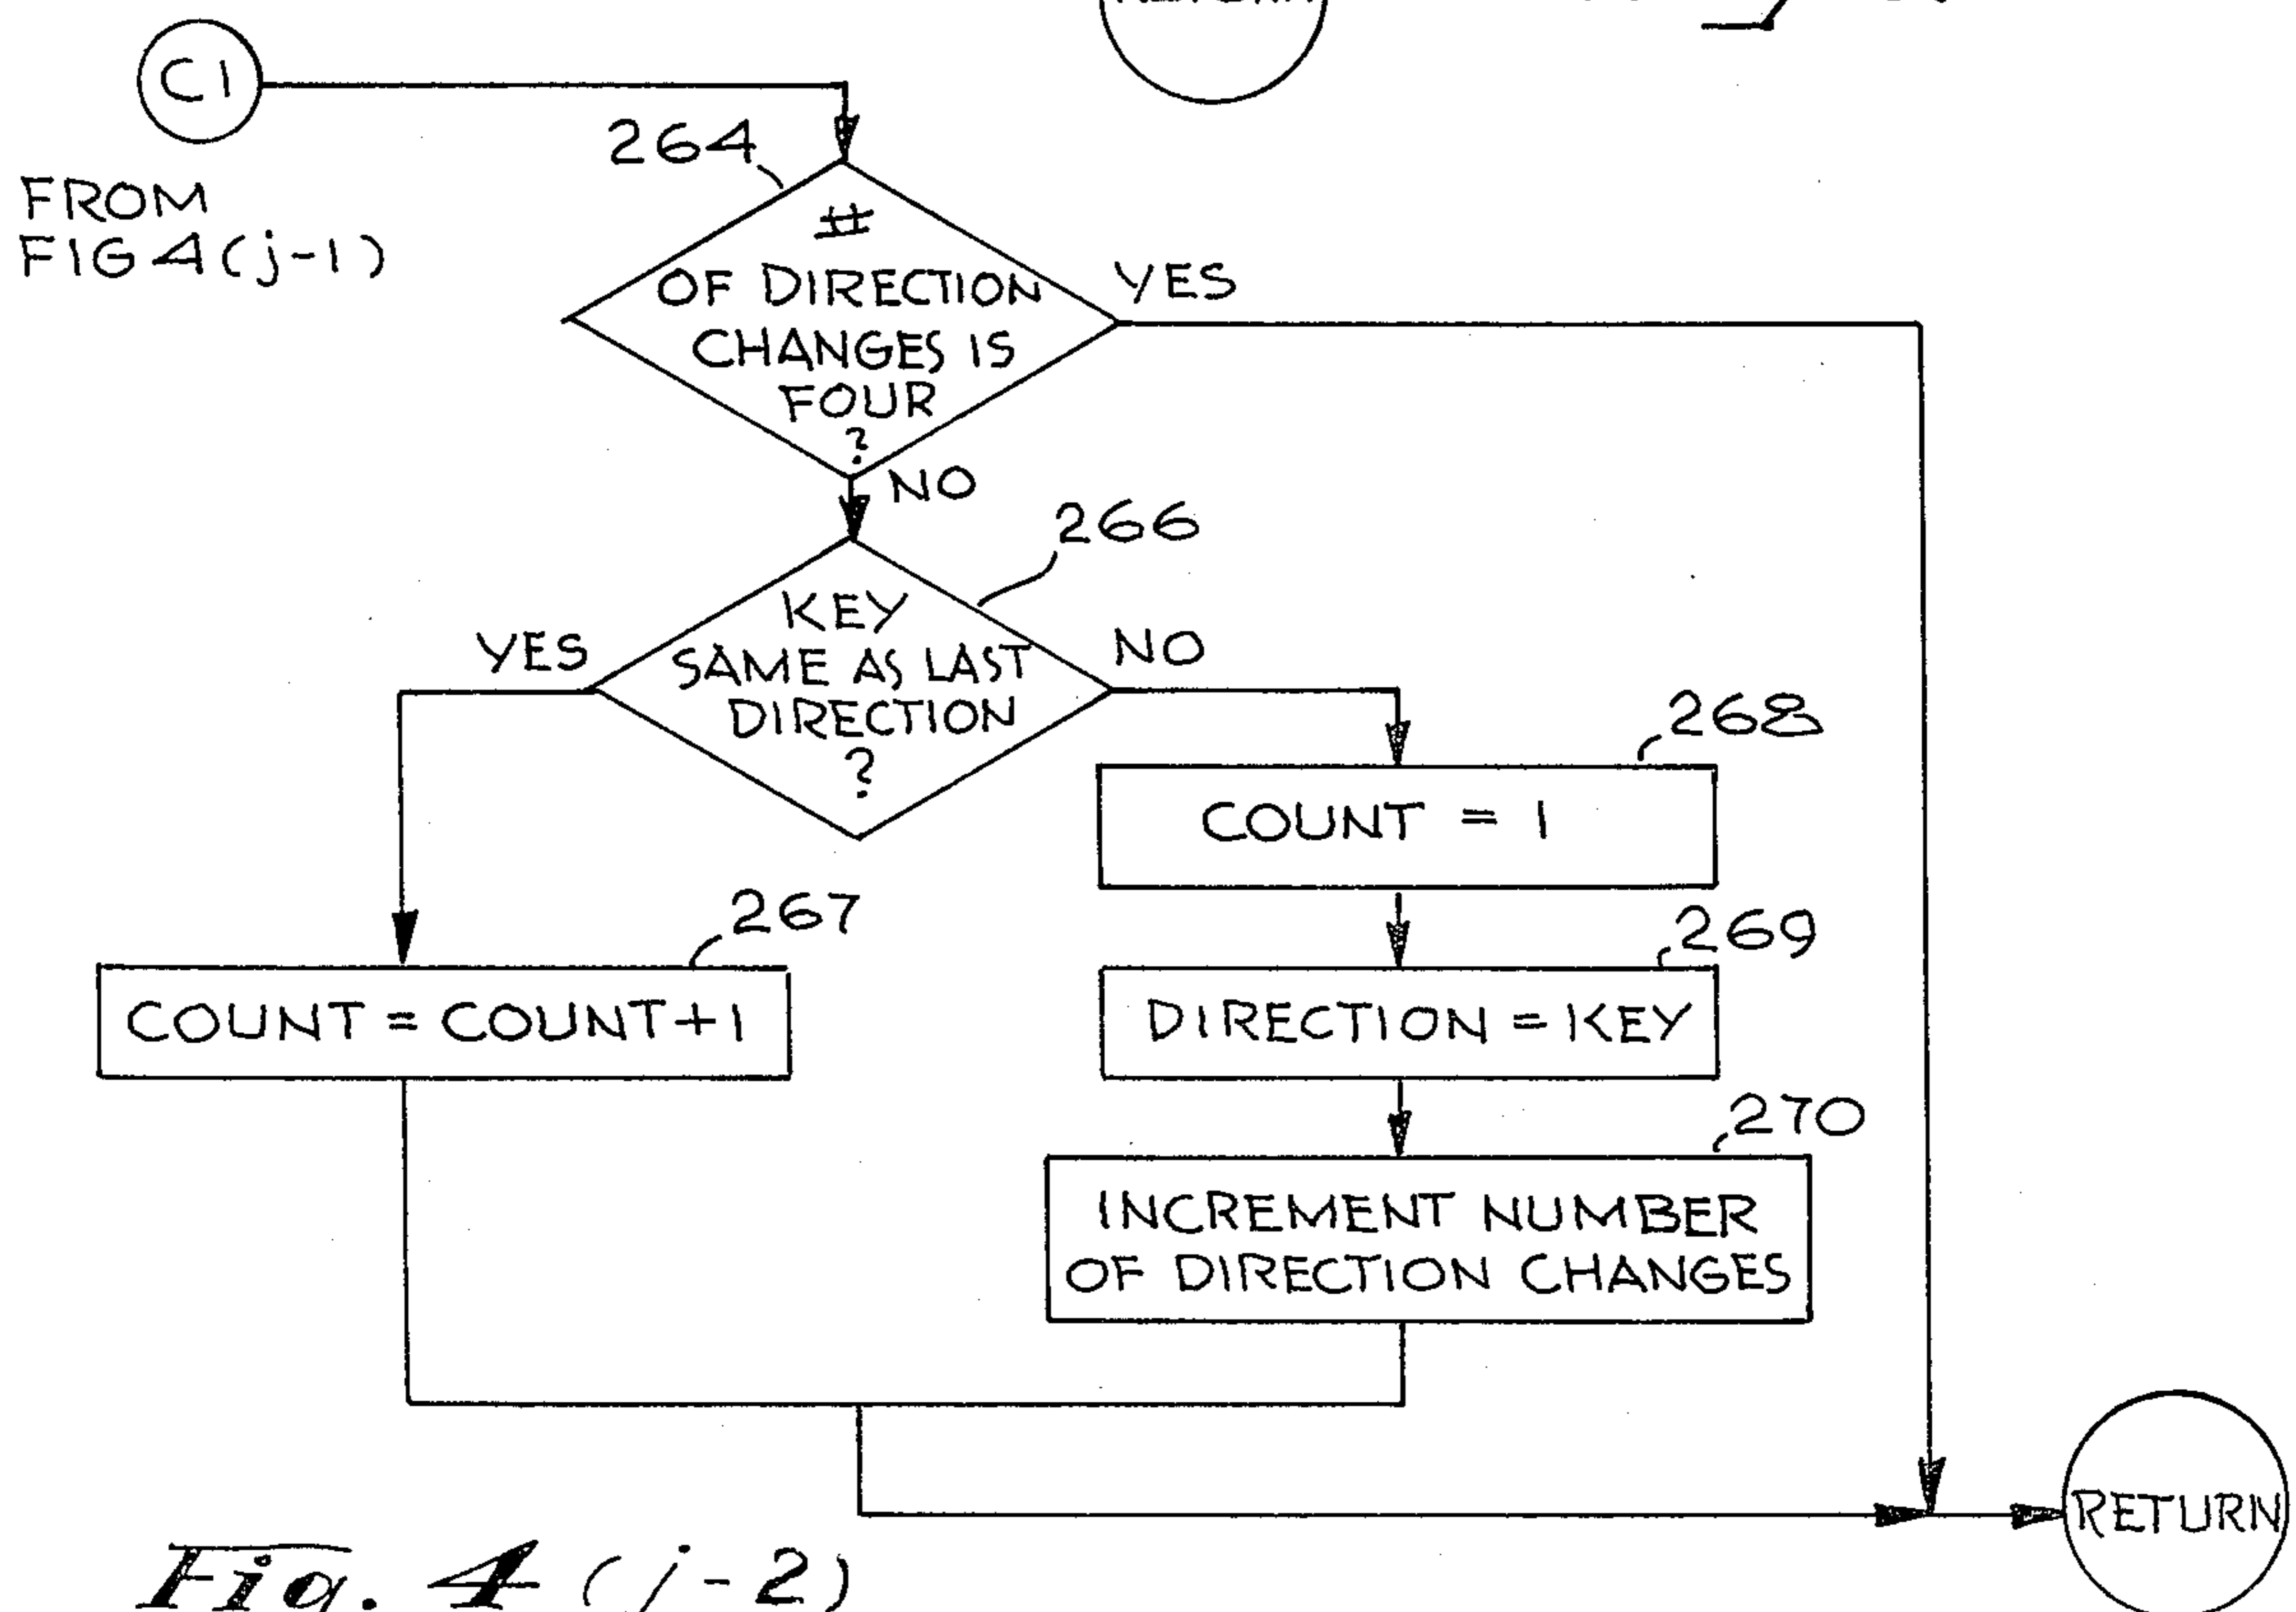 C1
FROM
FIG 4(j-1)
264
#
OF DIRECTION
CHANGES IS
FOUR
?
YES
NO
266
KEY
SAME AS LAST
DIRECTION
?
YES
NO
268
COUNT = 1
267
COUNT = COUNT+1
269
DIRECTION = KEY
270
INCREMENT NUMBER
OF DIRECTION CHANGES
RETURN
Fig. 4 (j-2)